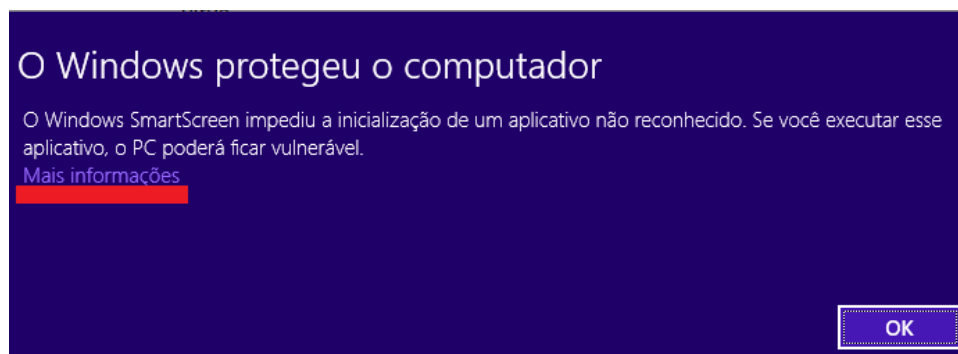 O Windows protegeu o computador
O Windows SmartScreen impediu a inicialização de um aplicativo não reconhecido. Se você executar esse
aplicativo, o PC poderá ficar vulnerável.
Mais informações
OK